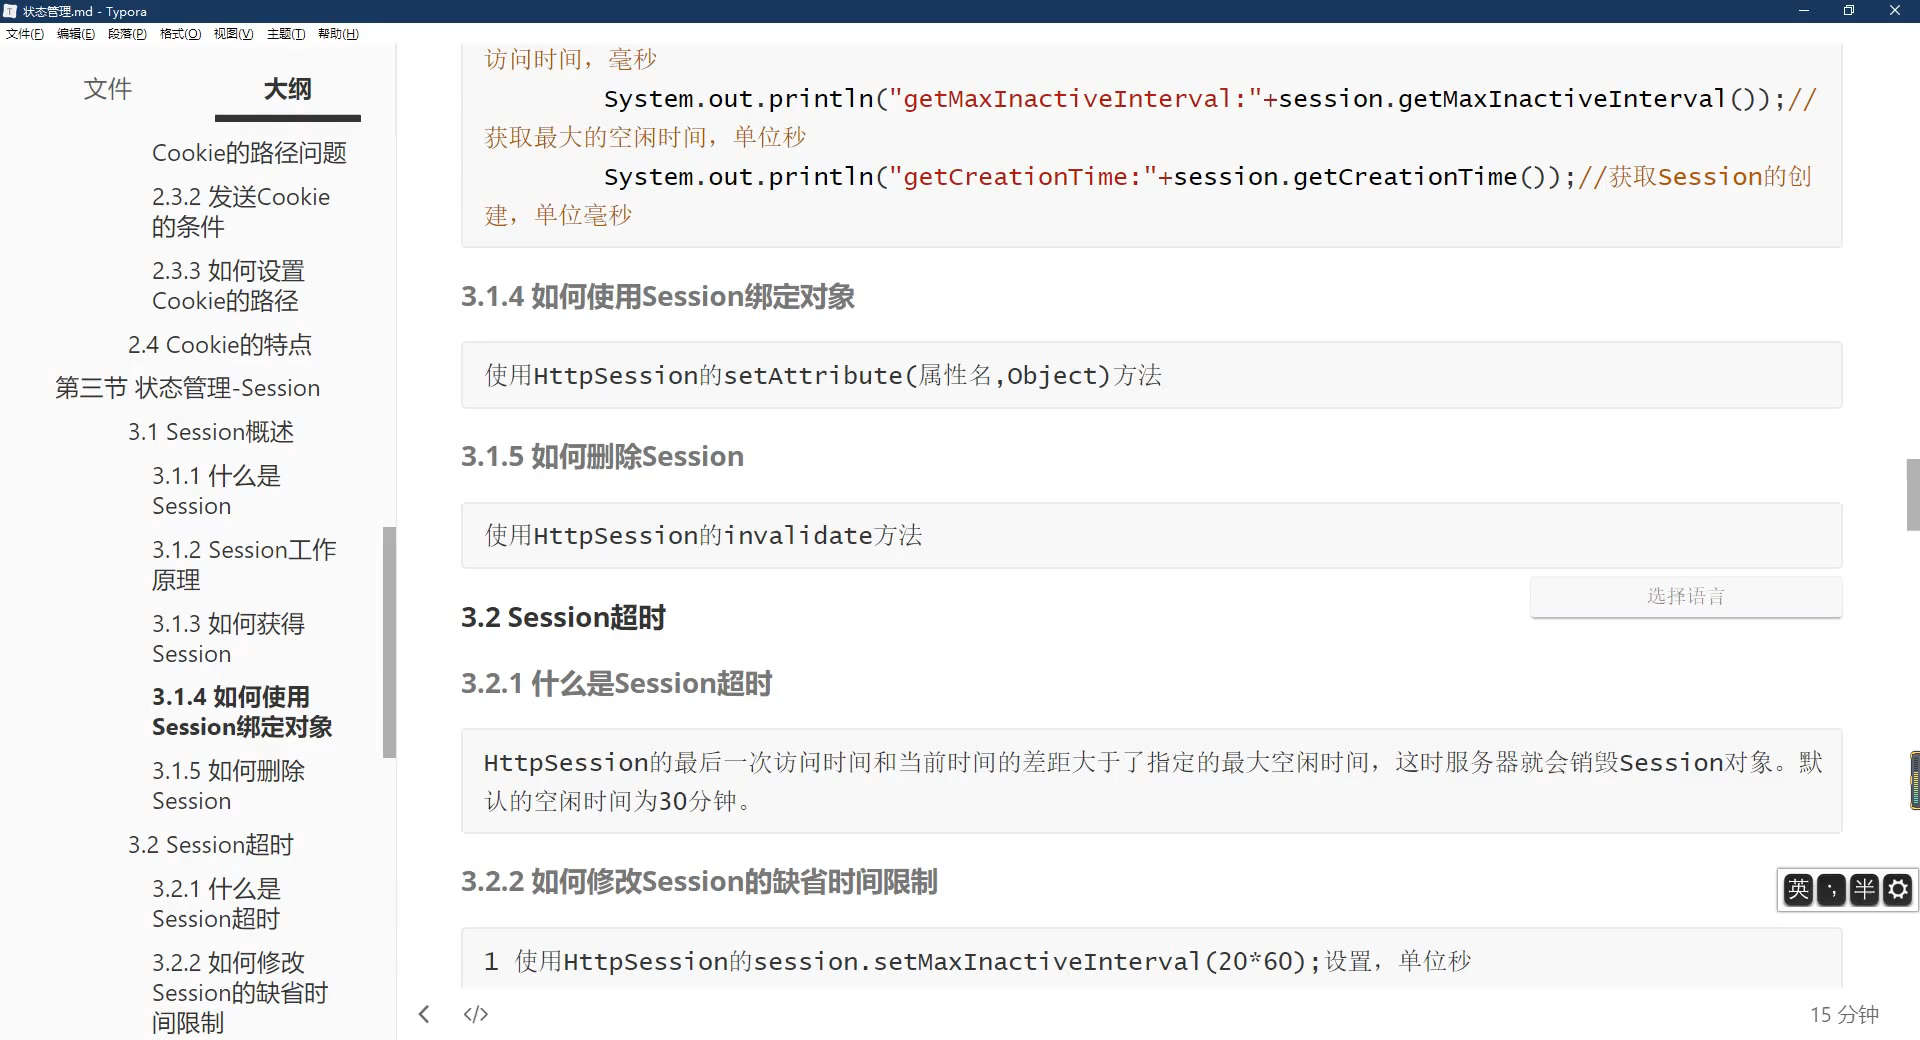 状态管理.md - Typora
文件(F) 编辑(E) 段落(P) 格式(O) 视图(V) 主题(T) 帮助(H)
文件 大纲
Cookie的路径问题
2.3.2 发送Cookie
的条件
2.3.3 如何设置
Cookie的路径
2.4 Cookie的特点
第三节 状态管理-Session
3.1 Session概述
3.1.1 什么是
Session
3.1.2 Session工作
原理
3.1.3 如何获得
Session
3.1.4 如何使用
Session绑定对象
3.1.5 如何删除
Session
3.2 Session超时
3.2.1 什么是
Session超时
3.2.2 如何修改
Session的缺省时
间限制
访问时间，毫秒
System.out.println("getMaxInactiveInterval:"+session.getMaxInactiveInterval());//
获取最大的空闲时间，单位秒
System.out.println("getCreationTime:"+session.getCreationTime());//获取Session的创
建，单位毫秒
3.1.4 如何使用Session绑定对象
使用HttpSession的setAttribute(属性名,Object)方法
3.1.5 如何删除Session
使用HttpSession的invalidate方法
选择语言
3.2 Session超时
3.2.1 什么是Session超时
HttpSession的最后一次访问时间和当前时间的差距大于了指定的最大空闲时间，这时服务器就会销毁Session对象。默
认的空闲时间为30分钟。
3.2.2 如何修改Session的缺省时间限制
1 使用HttpSession的session.setMaxInactiveInterval(20*60);设置，单位秒
英 ·, 半
</> 15 分钟